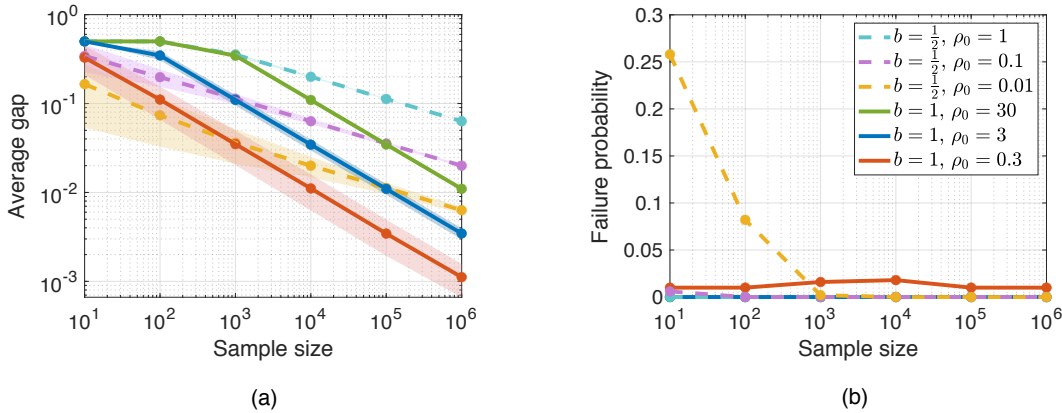 Average gap
10^0
10^-1
10^-2
10^-3
10^1 10^2 10^3 10^4 10^5 10^6
Sample size
(a)
Failure probability
0.3
0.25
0.2
0.15
0.1
0.05
0
10^1 10^2 10^3 10^4 10^5 10^6
Sample size
b = 1/2, ρ₀ = 1
b = 1/2, ρ₀ = 0.1
b = 1/2, ρ₀ = 0.01
b = 1, ρ₀ = 30
b = 1, ρ₀ = 3
b = 1, ρ₀ = 0.3
(b)